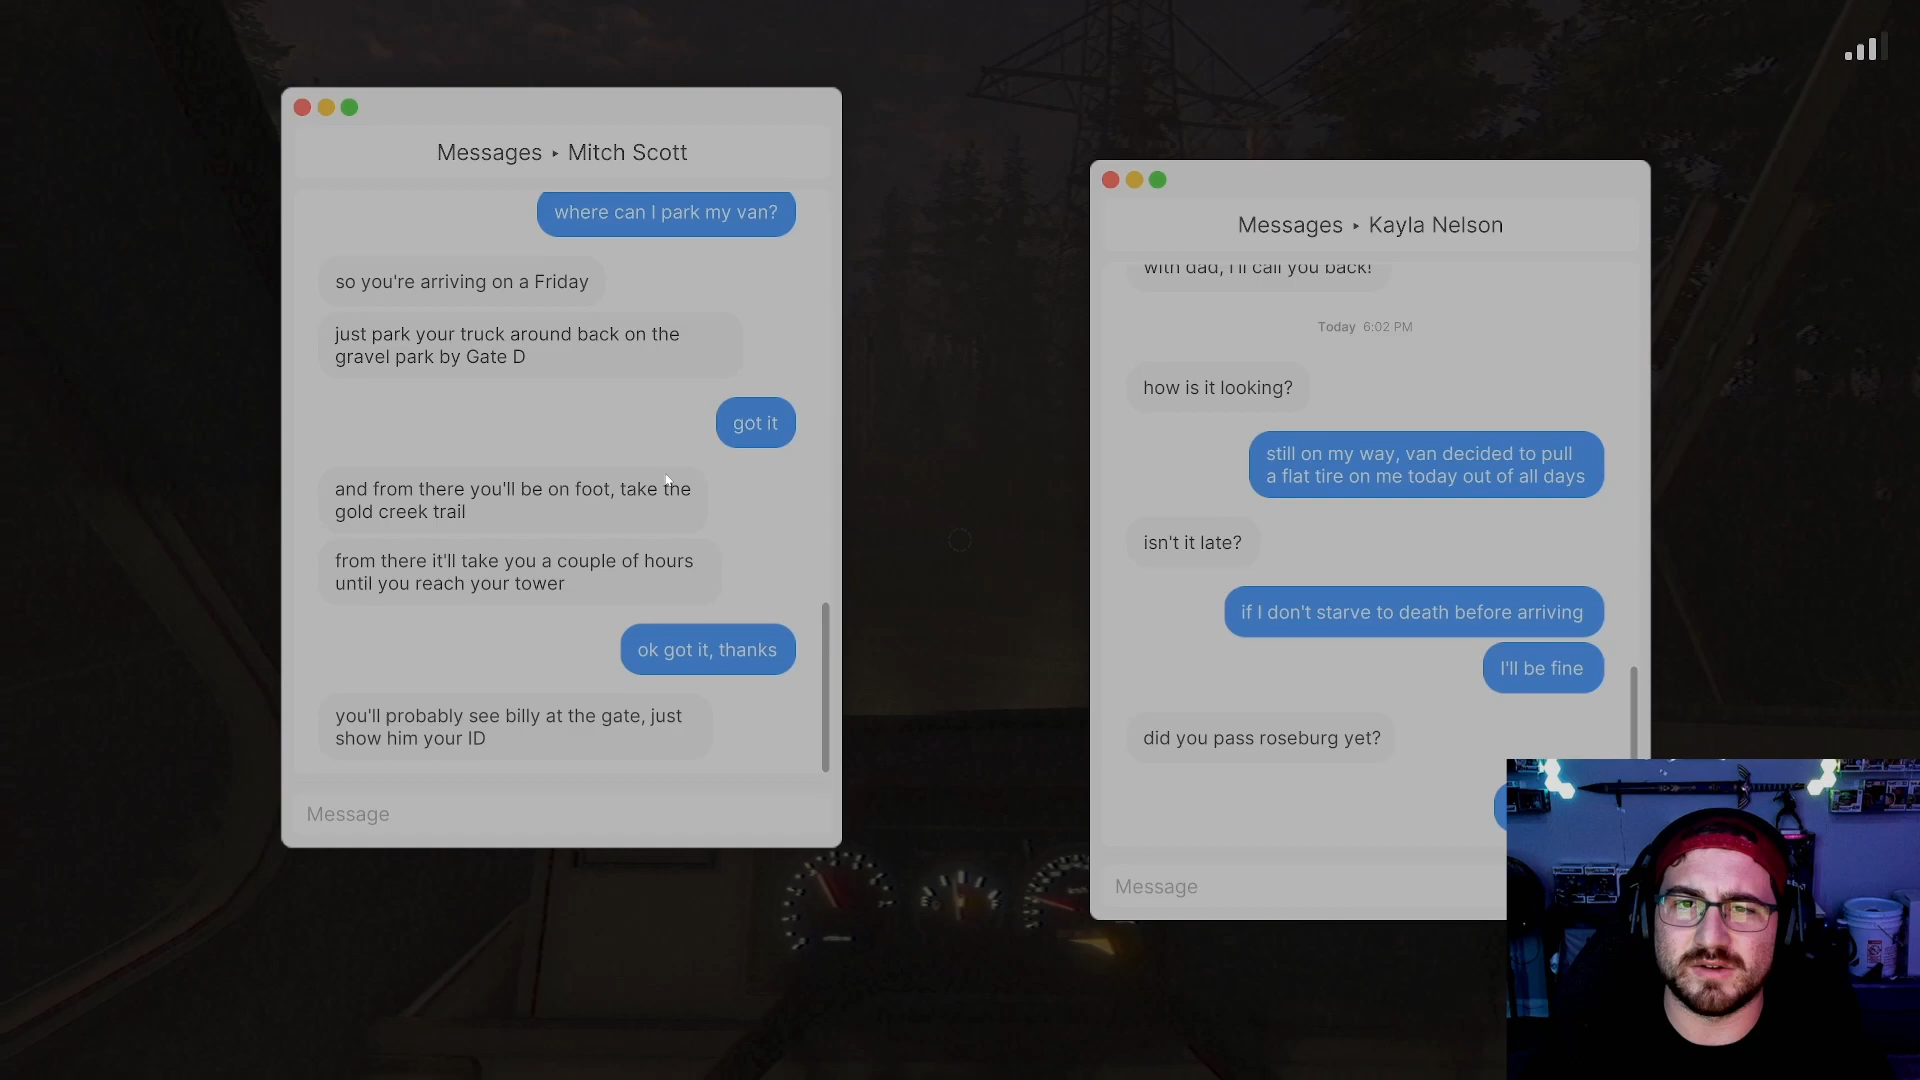 Messages ▸ Mitch Scott
where can I park my van?
so you're arriving on a Friday
just park your truck around back on the
gravel park by Gate D
got it
and from there you'll be on foot, take the
gold creek trail
from there it'll take you a couple of hours
until you reach your tower
ok got it, thanks
you'll probably see billy at the gate, just
show him your ID
Message
Messages ▸ Kayla Nelson
with dad, I'll call you back!
Today 6:02 PM
how is it looking?
still on my way, van decided to pull
a flat tire on me today out of all days
isn't it late?
if I don't starve to death before arriving
I'll be fine
did you pass roseburg yet?
Message